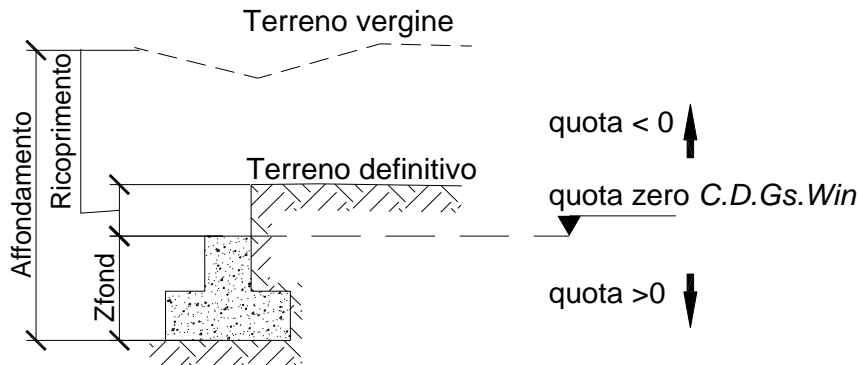 Terreno vergine
Affondamento
Ricoprimento
quota < 0
Terreno definitivo
quota zero C.D.Gs.Win
Zfond
quota >0